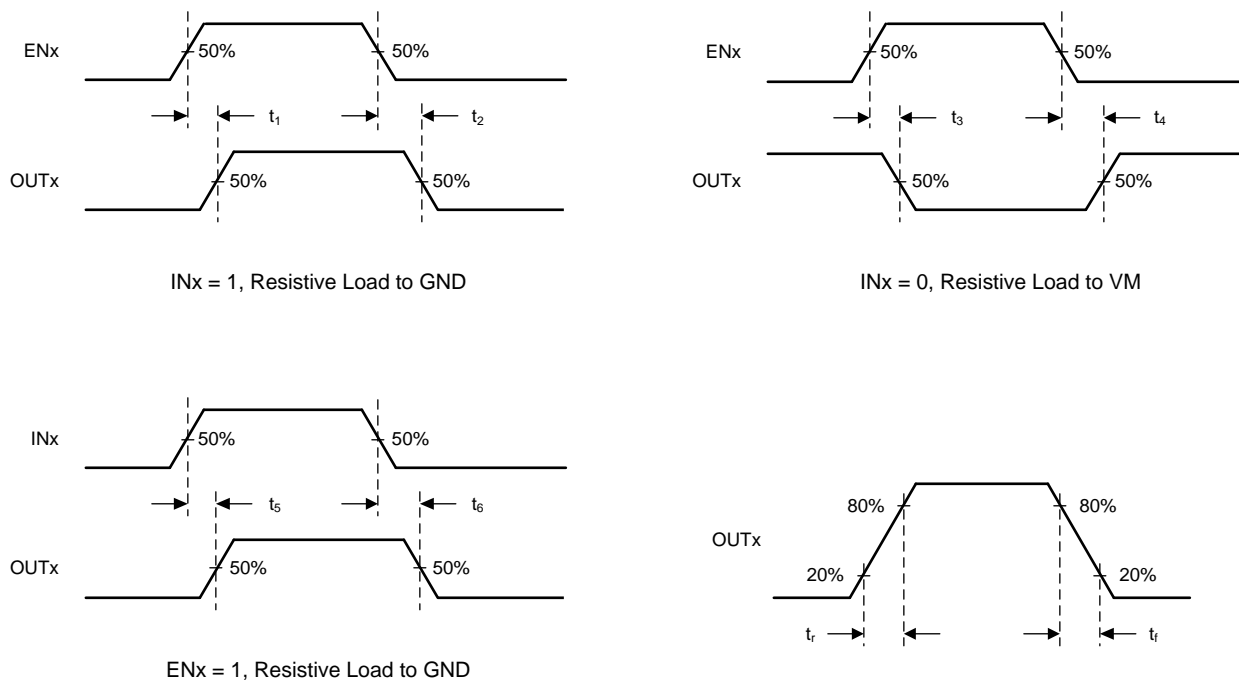 ENx
50%
50%
t1
t2
OUTx
50%
50%
INx = 1, Resistive Load to GND
ENx
50%
50%
t3
t4
OUTx
50%
50%
INx = 0, Resistive Load to VM
INx
50%
50%
t5
t6
OUTx
50%
50%
ENx = 1, Resistive Load to GND
80%
80%
OUTx
20%
20%
tr
tf